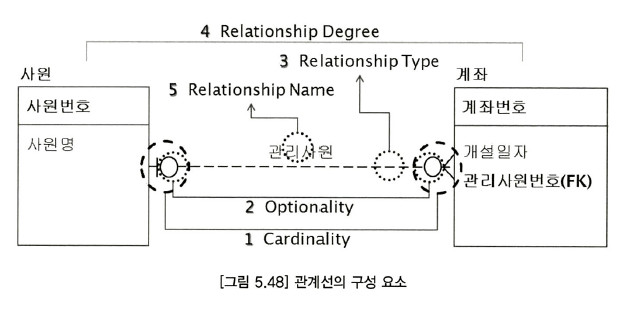 4 Relationship Degree
3 Relationship Type
사원
계좌
5 Relationship Name
사원번호
계좌번호
사원명
관리사원
개설일자
관리사원번호(FK)
2 Optionality
1 Cardinality
[그림 5.48] 관계선의 구성 요소